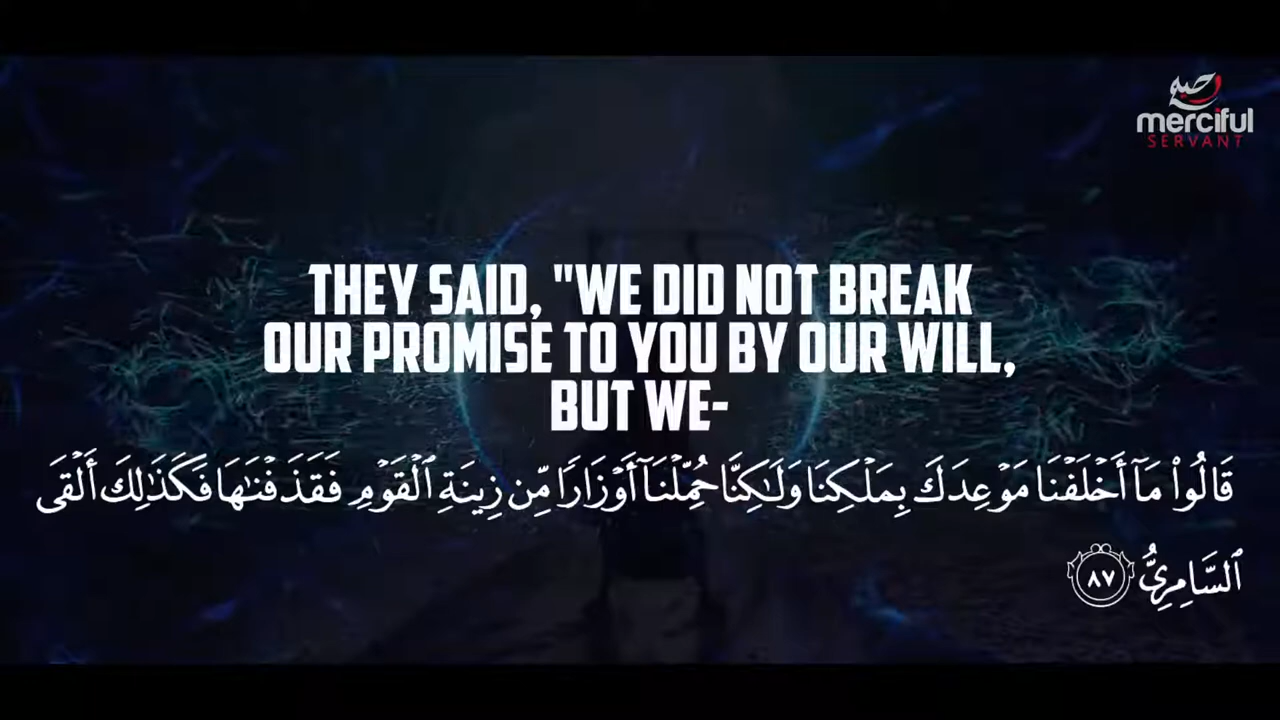 merciful
SERVANT
THEY SAID, "WE DID NOT BREAK
OUR PROMISE TO YOU BY OUR WILL,
BUT WE-
قَالُوا۟ مَآ أَخْلَفْنَا مَوْعِدَكَ بِمَلْكِنَا وَلَٰكِنَّا حُمِّلْنَآ أَوْزَارًا مِّن زِينَةِ ٱلْقَوْمِ فَقَذَفْنَٰهَا فَكَذَٰلِكَ أَلْقَى
ٱلسَّامِرِىُّ ٨٧